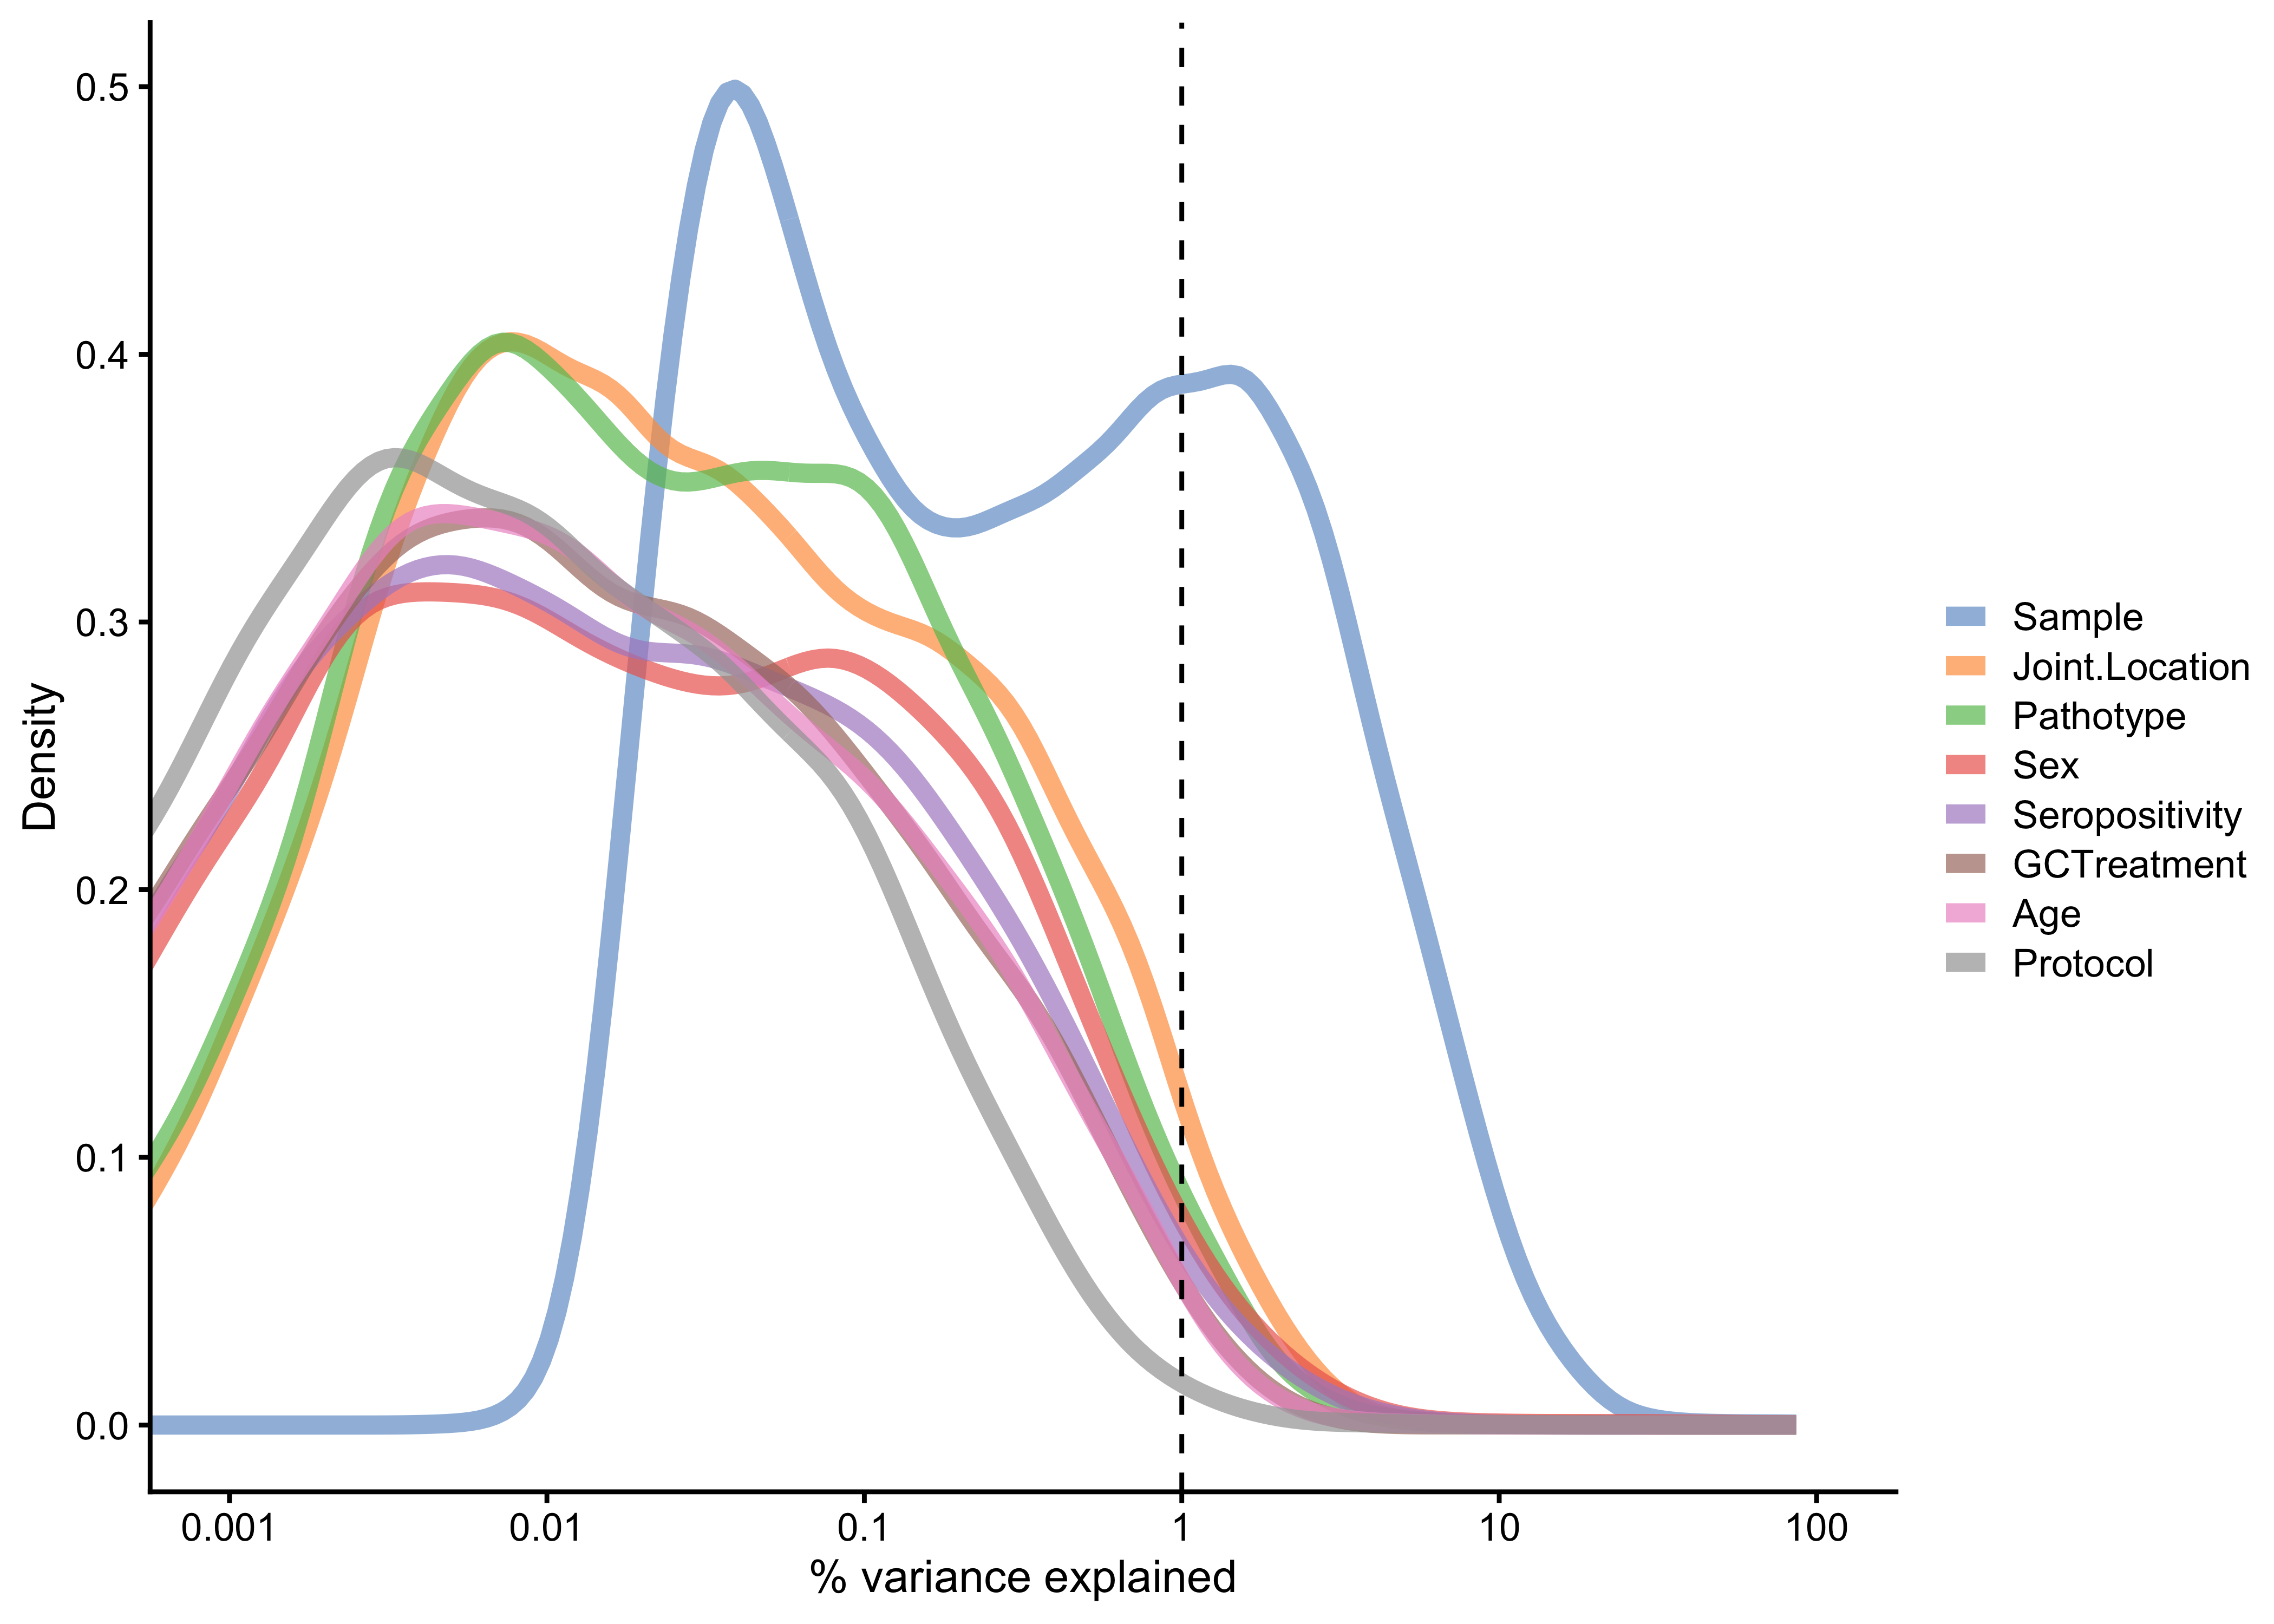 0.5
0.4
0.3
0.2
0.1
0.0
Density
0.001 0.01 0.1 1 10 100
% variance explained
Sample
Joint.Location
Pathotype
Sex
Seropositivity
GCTreatment
Age
Protocol